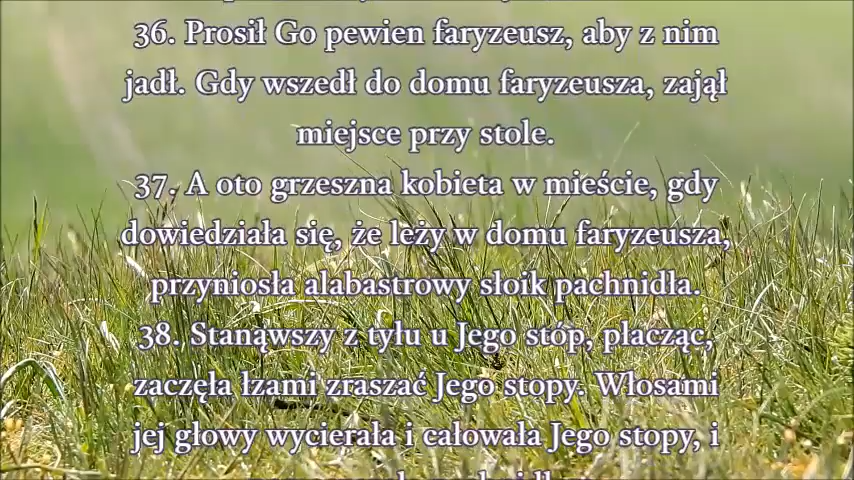 36. Prosił Go pewien faryzeusz, aby z nim
jadł. Gdy wszedł do domu faryzeusza, zajął
miejsce przy stole.
37. A oto grzeszna kobieta w mieście, gdy
dowiedziała się, że leży w domu faryzeusza,
przyniosła alabastrowy słoik pachnidła.
38. Stanąwszy z tyłu u Jego stóp, płacząc,
zaczęła łzami zraszać Jego stopy. Włosami
jej głowy wycierała i całowała Jego stopy, i